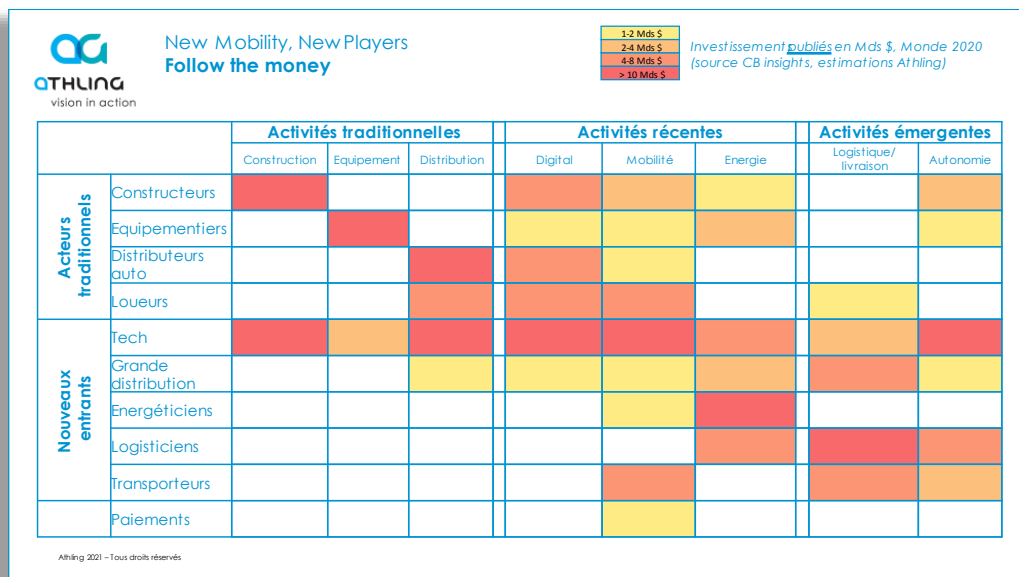 New Mobility, New Players
Follow the money
aTHLING
vision in action
1-2 Mds $
2-4 Mds $
4-8 Mds $
> 10 Mds $
Investissements publiés en Mds $, Monde 2020
(source CB insights, estimations Athling)
Activités traditionnelles
Activités récentes
Activités émergentes
Construction
Equipement
Distribution
Digital
Mobilité
Energie
Logistique/
livraison
Autonomie
Acteurs
traditionnels
Constructeurs
Equipementiers
Distributeurs
auto
Loueurs
Nouveaux
entrants
Tech
Grande
distribution
Energéticiens
Logisticiens
Transporteurs
Paiements
Athling 2021 – Tous droits réservés